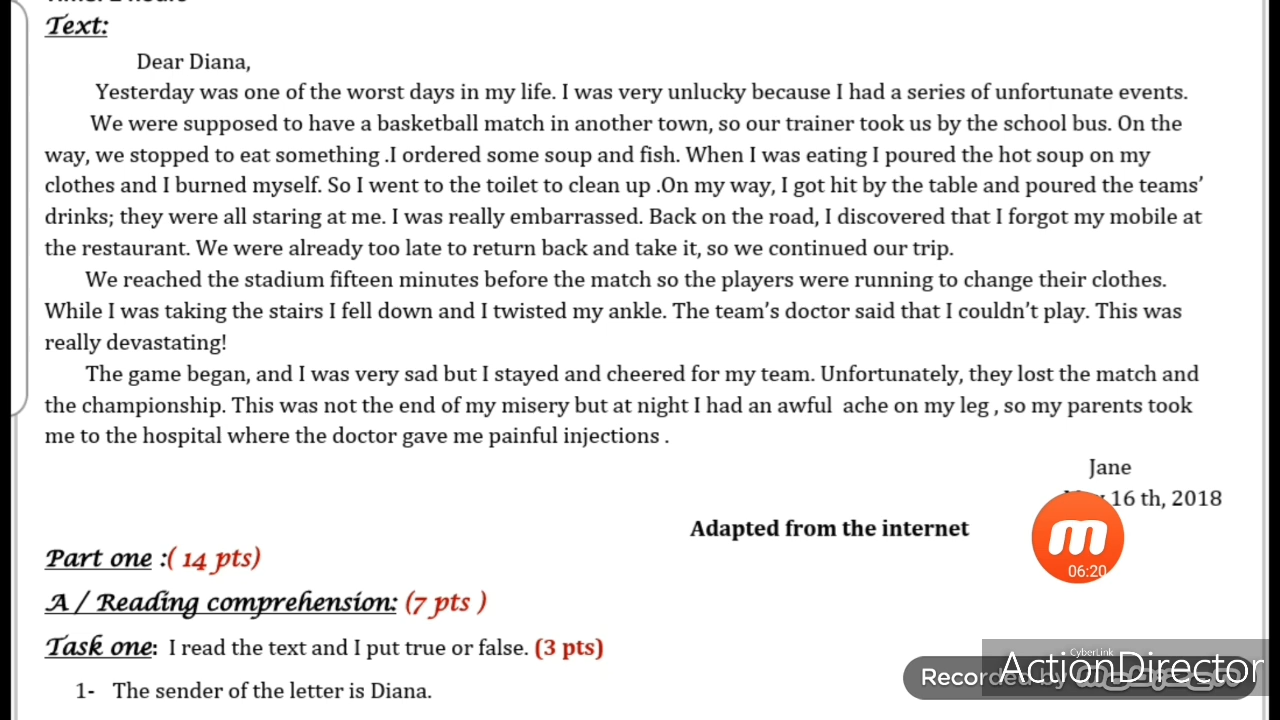 Text:
Dear Diana,
Yesterday was one of the worst days in my life. I was very unlucky because I had a series of unfortunate events.
We were supposed to have a basketball match in another town, so our trainer took us by the school bus. On the
way, we stopped to eat something .I ordered some soup and fish. When I was eating I poured the hot soup on my
clothes and I burned myself. So I went to the toilet to clean up .On my way, I got hit by the table and poured the teams’
drinks; they were all staring at me. I was really embarrassed. Back on the road, I discovered that I forgot my mobile at
the restaurant. We were already too late to return back and take it, so we continued our trip.
We reached the stadium fifteen minutes before the match so the players were running to change their clothes.
While I was taking the stairs I fell down and I twisted my ankle. The team’s doctor said that I couldn’t play. This was
really devastating!
The game began, and I was very sad but I stayed and cheered for my team. Unfortunately, they lost the match and
the championship. This was not the end of my misery but at night I had an awful ache on my leg , so my parents took
me to the hospital where the doctor gave me painful injections .
Jane
16 th, 2018
Adapted from the internet
06:20
Part one :( 14 pts)
A / Reading comprehension: (7 pts )
Task one: I read the text and I put true or false. (3 pts)
CyberLink
Recorded by ActionDirector
1- The sender of the letter is Diana.